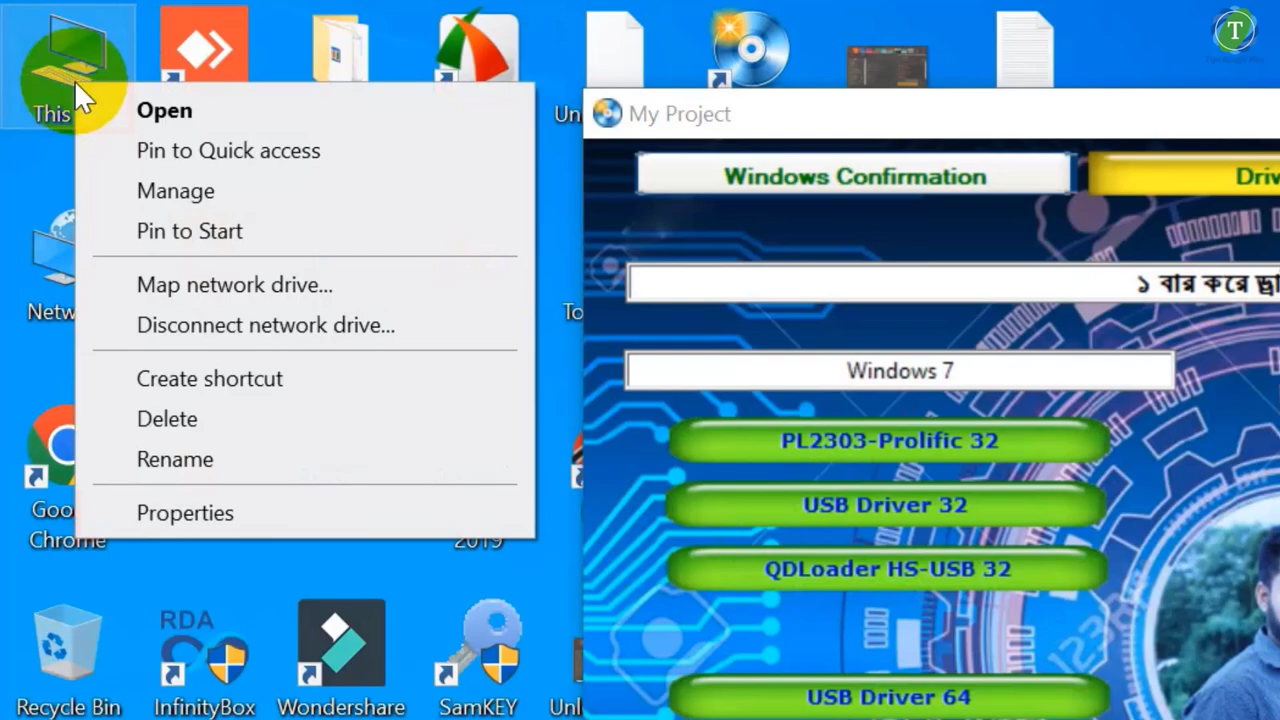 This
Open
Pin to Quick access
Manage
Pin to Start
Map network drive...
Disconnect network drive...
Create shortcut
Delete
Rename
Properties
Netw
Goo
Chrome
2019
Recycle Bin
RDA
InfinityBox
Wondershare
SamKEY
Un
To
Unl
T
My Project
Windows Confirmation
Driv
১ বার করে ড্রা
Windows 7
PL2303-Prolific 32
USB Driver 32
QDLoader HS-USB 32
USB Driver 64